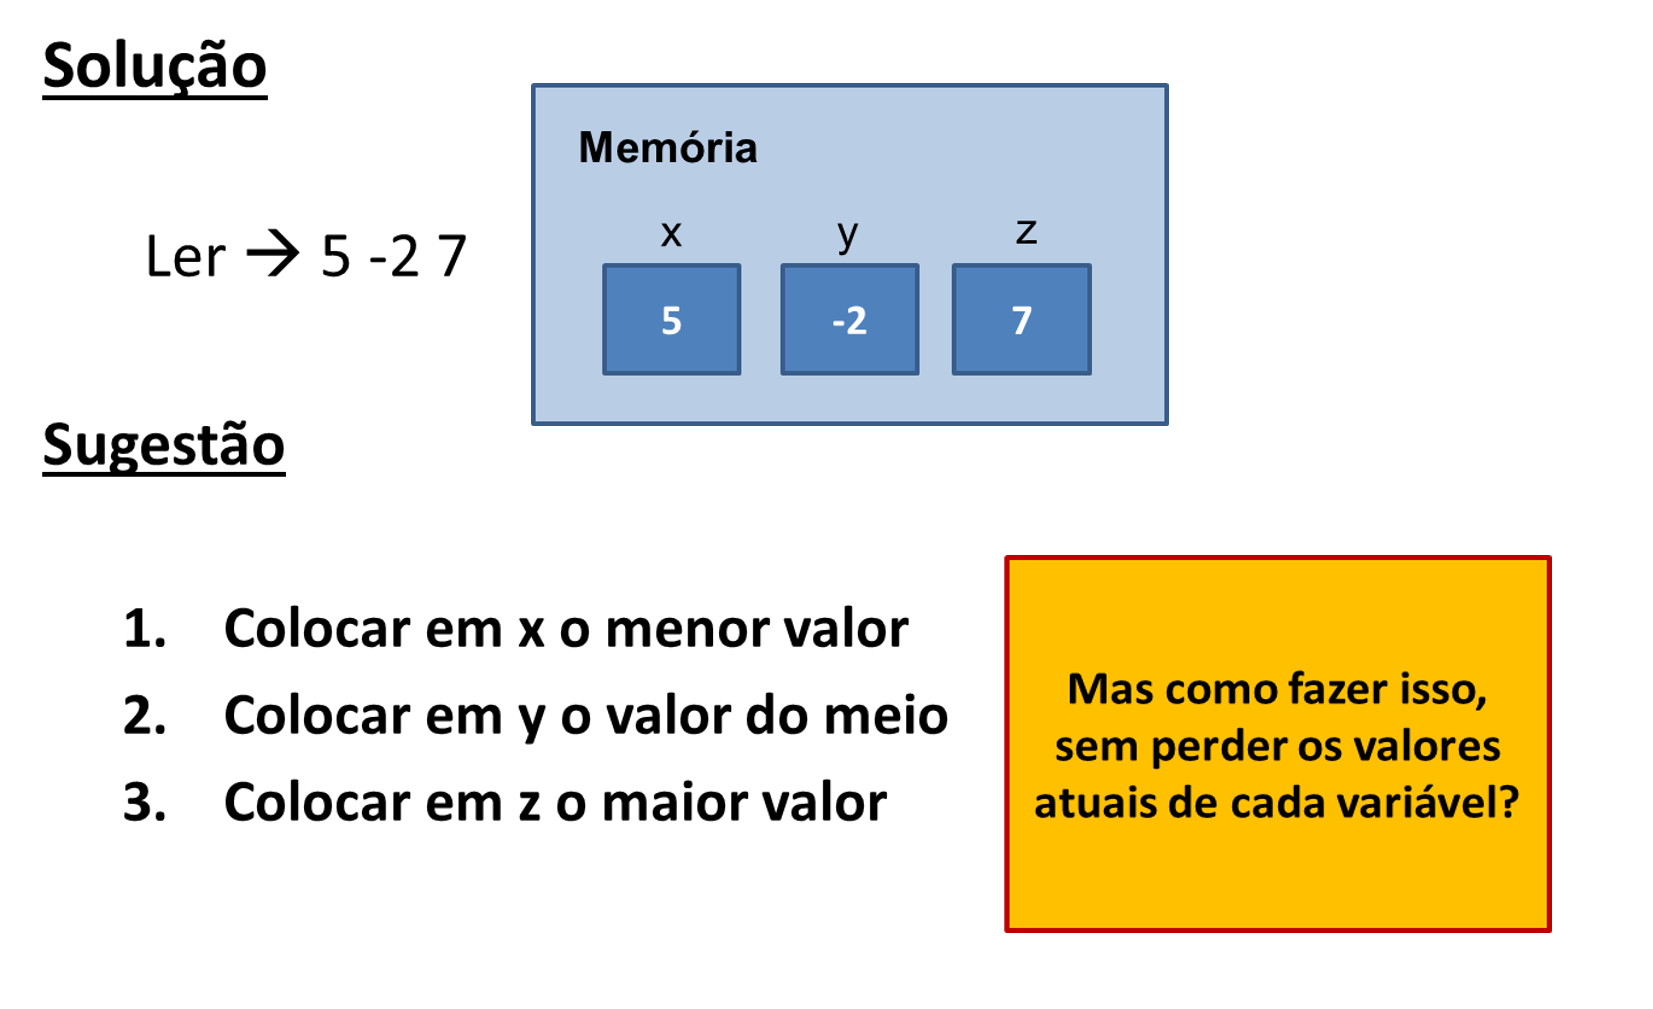 Solução
Memória
Ler → 5 -2 7
x y z
5 -2 7
Sugestão
1. Colocar em x o menor valor
2. Colocar em y o valor do meio
3. Colocar em z o maior valor
Mas como fazer isso,
sem perder os valores
atuais de cada variável?